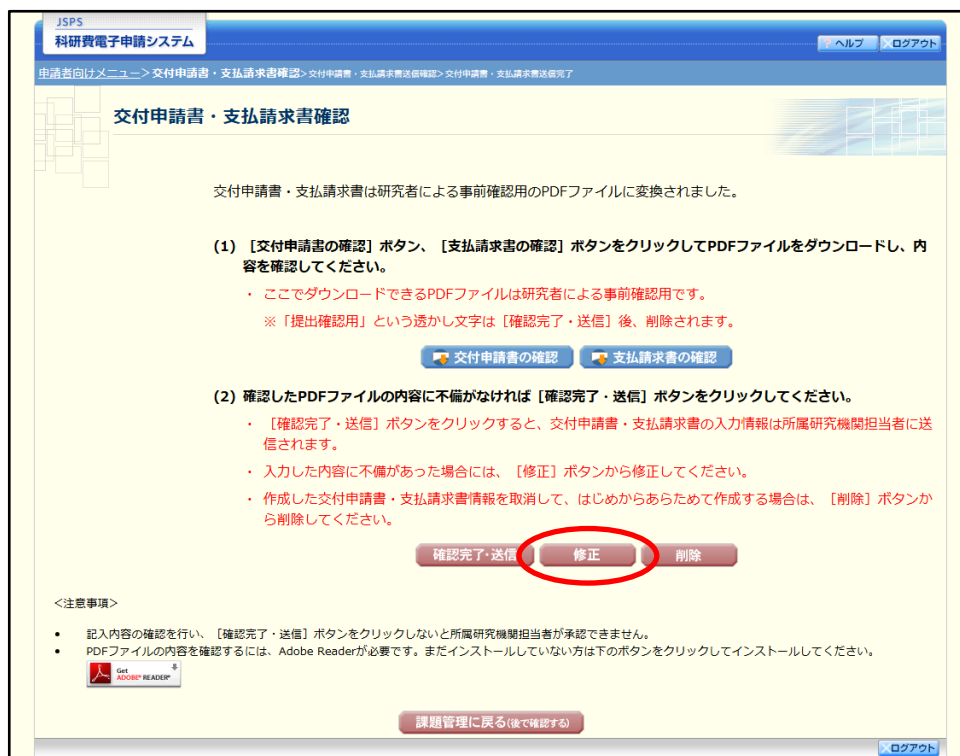 JSPS
科研費電子申請システム
? ヘルプ
ログアウト
申請者向けメニュー>交付申請書・支払請求書確認>交付申請書・支払請求書送信確認>交付申請書・支払請求書送信完了
交付申請書・支払請求書確認
交付申請書・支払請求書は研究者による事前確認用のPDFファイルに変換されました。
(1) ［交付申請書の確認］ボタン、［支払請求書の確認］ボタンをクリックしてPDFファイルをダウンロードし、内
容を確認してください。
・ ここでダウンロードできるPDFファイルは研究者による事前確認用です。
※「提出確認用」という透かし文字は［確認完了・送信］後、削除されます。
交付申請書の確認
支払請求書の確認
(2) 確認したPDFファイルの内容に不備がなければ［確認完了・送信］ボタンをクリックしてください。
・ ［確認完了・送信］ボタンをクリックすると、交付申請書・支払請求書の入力情報は所属研究機関担当者に送
信されます。
・ 入力した内容に不備があった場合には、［修正］ボタンから修正してください。
・ 作成した交付申請書・支払請求書情報を取消して、はじめからあらためて作成する場合は、［削除］ボタンか
ら削除してください。
確認完了・送信
修正
削除
＜注意事項＞
• 記入内容の確認を行い、［確認完了・送信］ボタンをクリックしないと所属研究機関担当者が承認できません。
• PDFファイルの内容を確認するには、Adobe Readerが必要です。まだインストールしていない方は下のボタンをクリックしてインストールしてください。
Get
ADOBE® READER®
課題管理に戻る(後で確認する)
ログアウト